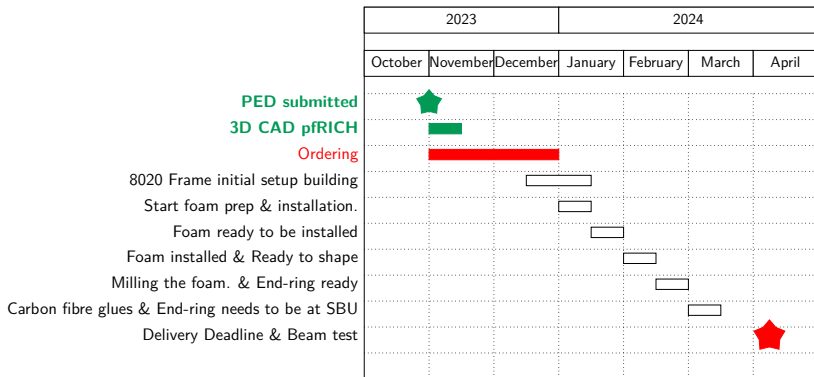 2023 2024
October November December January February March April
PED submitted
3D CAD pfRICH
Ordering
8020 Frame initial setup building
Start foam prep & installation.
Foam ready to be installed
Foam installed & Ready to shape
Milling the foam. & End-ring ready
Carbon fibre glues & End-ring needs to be at SBU
Delivery Deadline & Beam test